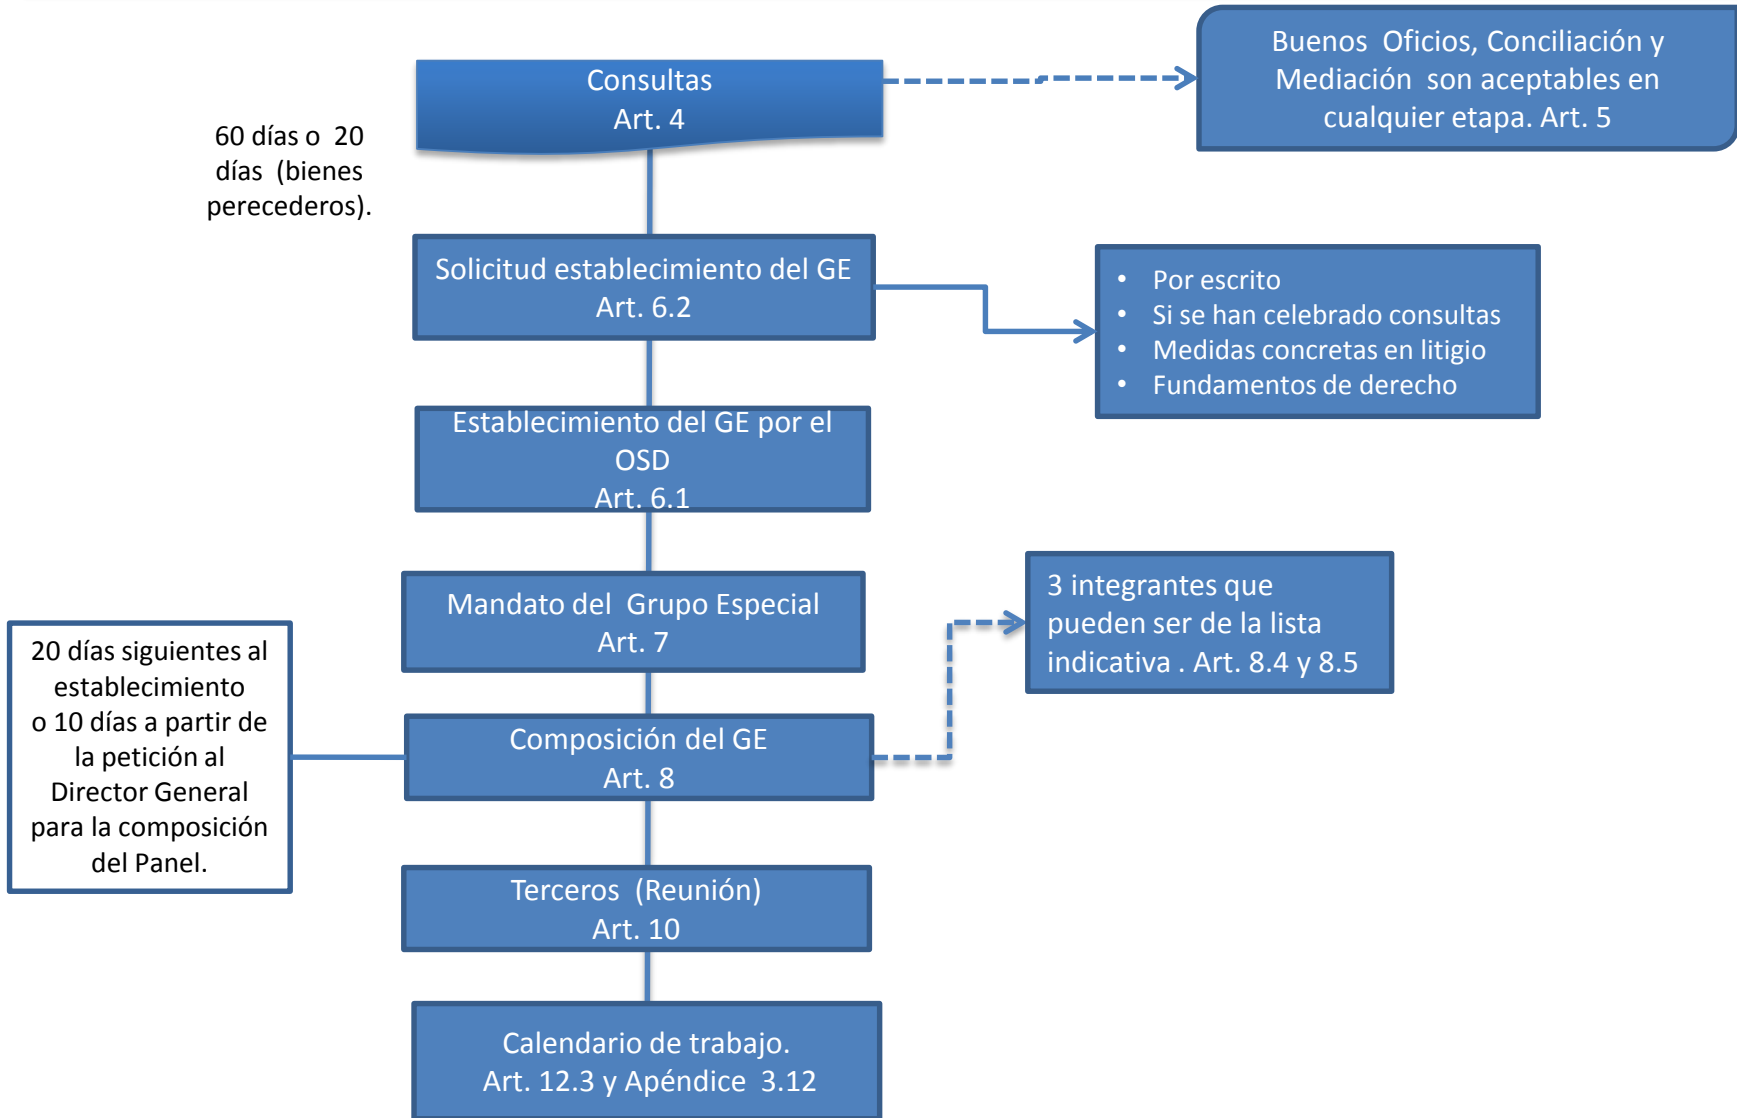 Consultas
Art. 4
Buenos Oficios, Conciliación y
Mediación son aceptables en
cualquier etapa. Art. 5
60 días o 20
días (bienes
perecederos).
Solicitud establecimiento del GE
Art. 6.2
• Por escrito
• Si se han celebrado consultas
• Medidas concretas en litigio
• Fundamentos de derecho
Establecimiento del GE por el
OSD
Art. 6.1
Mandato del Grupo Especial
Art. 7
3 integrantes que
pueden ser de la lista
indicativa . Art. 8.4 y 8.5
20 días siguientes al
establecimiento
o 10 días a partir de
la petición al
Director General
para la composición
del Panel.
Composición del GE
Art. 8
Terceros (Reunión)
Art. 10
Calendario de trabajo.
Art. 12.3 y Apéndice 3.12